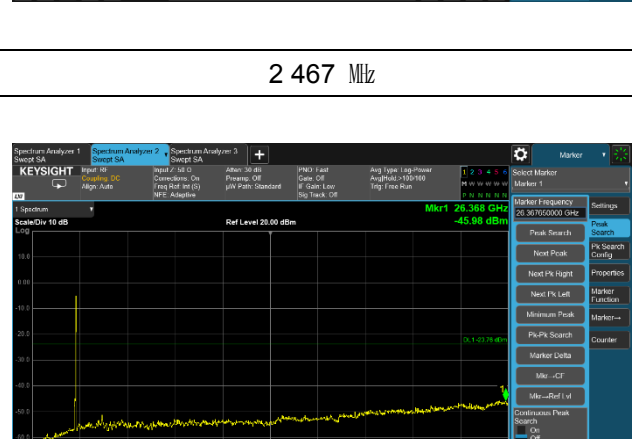 2 467 ㎒
Spectrum Analyzer 1
Swept SA
Spectrum Analyzer 2
Swept SA
Spectrum Analyzer 3
Swept SA
+
Marker
KEYSIGHT
Input: RF
Coupling: DC
Align: Auto
Input Z: 50 Ω
Corrections: On
Freq Ref: Int (S)
NFE: Adaptive
Atten: 30 dB
Preamp: Off
µW Path: Standard
PNO: Fast
Gate: Off
IF Gain: Low
Sig Track: Off
Avg Type: Log-Power
Avg|Hold:>100/100
Trig: Free Run
1 2 3 4 5 6
M W W W W W
P N N N N N
Select Marker
Marker 1
1 Spectrum
Scale/Div 10 dB
Log
Ref Level 20.00 dBm
Mkr1 26.368 GHz
-45.98 dBm
Marker Frequency
26.367650000 GHz
Settings
Peak Search
Next Peak
Next Pk Right
Next Pk Left
Minimum Peak
Pk-Pk Search
Marker Delta
Mkr→CF
Mkr→Ref Lvl
Continuous Peak
Search
On
Off
Peak
Search
Pk Search
Config
Properties
Marker
Function
Marker→
Counter
10.0
0.00
-10.0
-20.0
-30.0
-40.0
-50.0
-60.0
DL1 -23.79 dBm